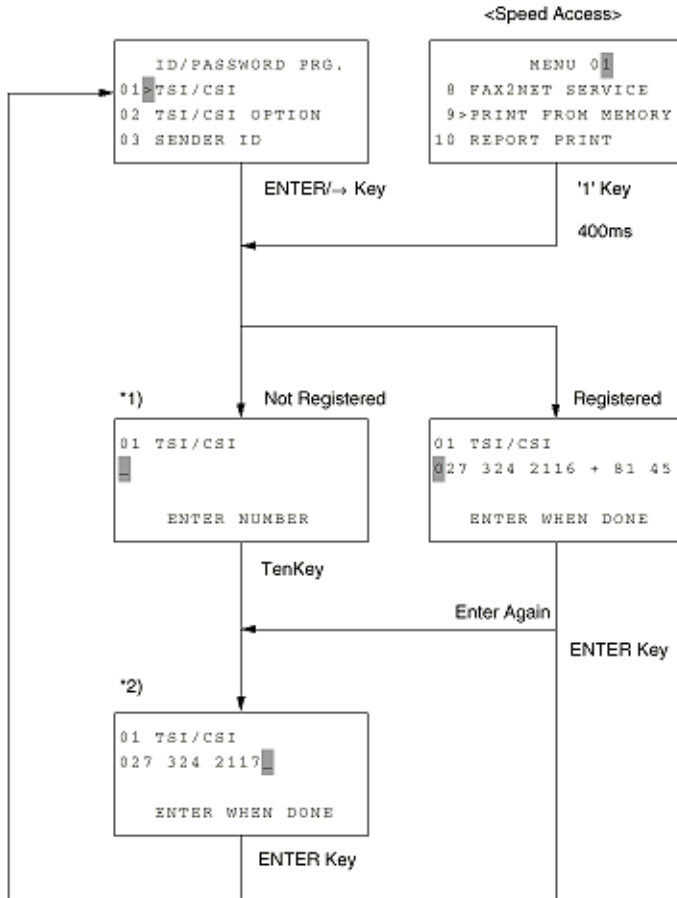 <Speed Access>
ID/PASSWORD PRG.
01>TSI/CSI
02 TSI/CSI OPTION
03 SENDER ID
MENU 01
8 FAX2NET SERVICE
9>PRINT FROM MEMORY
10 REPORT PRINT
ENTER/→ Key
'1' Key
400ms
*1)
Not Registered
Registered
01 TSI/CSI
_
ENTER NUMBER
01 TSI/CSI
027 324 2116 + 81 45
ENTER WHEN DONE
TenKey
Enter Again
ENTER Key
*2)
01 TSI/CSI
027 324 2117_
ENTER WHEN DONE
ENTER Key